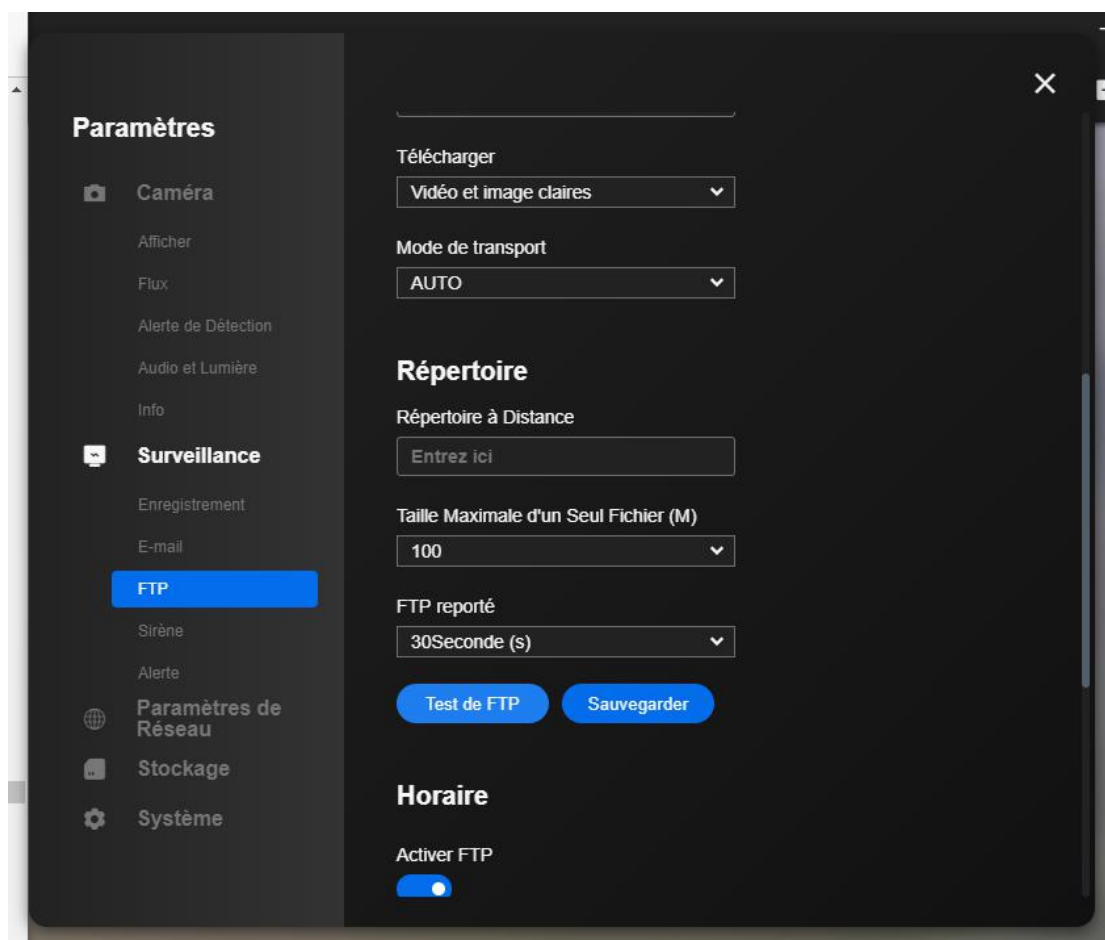 Paramètres
Caméra
Afficher
Flux
Alerte de Détection
Audio et Lumière
Info
Surveillance
Enregistrement
E-mail
FTP
Sirène
Alerte
Paramètres de
Réseau
Stockage
Système
Télécharger
Vidéo et image claires
Mode de transport
AUTO
Répertoire
Répertoire à Distance
Entrez ici
Taille Maximale d'un Seul Fichier (M)
100
FTP reporté
30Seconde (s)
Test de FTP
Sauvegarder
Horaire
Activer FTP